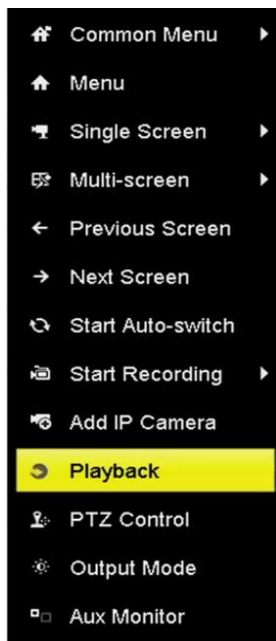 Common Menu
Menu
Single Screen
Multi-screen
Previous Screen
Next Screen
Start Auto-switch
Start Recording
Add IP Camera
Playback
PTZ Control
Output Mode
Aux Monitor